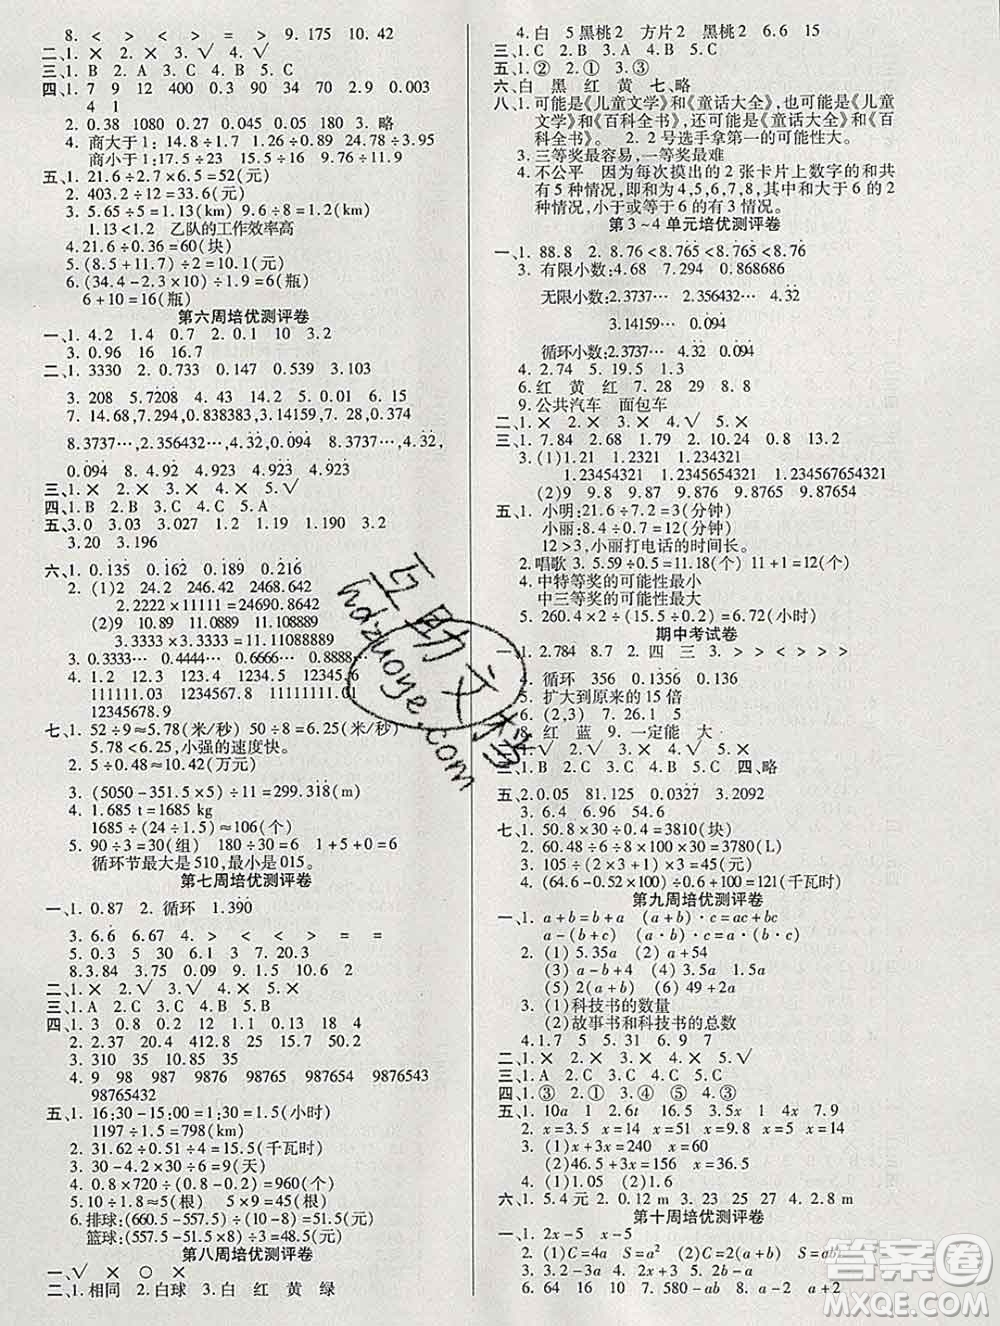 8. < > < > = >　9. 175　10. 42
二、1. ×　2. ×　3. √　4. √　5. ×
三、1. B　2. A　3. C　4. B　5. C
四、1. 7　9　12　400　0.3　90　34　0.003
4　1
2. 0.38　1080　0.27　0.045　0.05　180　3. 略
4. 商大于 1：14.8÷1.7　1.26÷0.3
商小于 1：17.5÷23　1.5÷9
五、1. 21.6÷2.7×6.5=52(元)
2. 403.2÷12=33.6(元)
3. 5.65÷5=1.13(km)　9.6÷8=1.2(km)
1.13<1.2　乙队的工作效率高
4. 21.6÷0.36=60(块)
5. (8.5+11.7)÷2=10.1(元)
6. (34.4-2.3×10)÷1.9=6(瓶)
6+10=16(瓶)
第六周培优测评卷
一、1. 4.2　1.4　0.7　2. 0.1　10　3
3. 0.96　16　16.7
二、1. 3330　2. 0.7333　0.29　3.103
3. 208　5.7208　4. 3.15　5. 0.01　6. 15
7. 14.68,7.294,0.838383,3.14159,7.28,0.374
8.3737…,2.2656…,4.32,0.094　8.3737…,4.32,
0.094　8. 4.9233　4.923　4.923
三、1. ×　2. ×　3. ×　4. ×　5. √
四、1. B　2. B　3. C　4. A　5. A
五、3.0　3.03　3.027　1.2　1.19　1.190　3.2
3.20　3.196
六、1. 0.135　0.162　0.189　0.216
2. (1)2　24.2　246.42　2468.642
2.2222×11111=24690.8642
(2)9　10.89　11.0889　11.108889
3.33333×3.33333=11.1088888889
3. 0.3333…　0.6666…　0.1010…　0.8888…
4. 1.1　12.1　123.1　1234.1　12345.1
111111.01　1234567.8　11111111.01
12345678.9
七、1. 52÷9≈5.78(米/秒)　50÷8=6.25(米/秒)
5.78<6.25,小强的速度快。
2. 5÷0.48≈10.42(万元)
3. (5050-351.5×5)÷11=299.318(m)
4. 1.685 t=1685 kg
1685÷(24÷1.5)≈106(个)
5. 90÷3=30(组)　180÷30=6(组)
循环节最大是 510,最小是 015。
第七周培优测评卷
一、1. 0.87　2. 循环　1.390
3. 6.6　6.67　4. > < > > = =
5. 0.3　5　30　6.1　3　7. 20.3
8. 3.84　3.75　0.09　9. 100　10. 15
二、1. ×　2. √　3. √　4. ×　5. ×
三、1. A　2. C　3. C　4. B　5. B
四、1. 3　0.8　0.2　12　1.1　0.13　18　4
2. 2.37　20.4　412.8　25　15　41
3. 310　35　10.85　35
4. 9　98　987　9876　98765　987654　9876543
98765432
五、1. 16:30-15:00=1:30=1.5(小时)
1197÷1.5=798(km)
2. 31.62÷0.51÷4=15.5(千瓦时)
3. 30÷4.2×7-6=9(天)
4. 0.8×720÷(0.8-0.2)=960(个)
5. 10÷1.8≈5(根)　5×9=45(根)
6. 排球：(660.5-557.5)÷(5-3)=51.5(元)
篮球：(557.5-51.5×3)÷8=48.5(元)
第八周培优测评卷
一、√　×　○　×
二、1. 相同　2. 白球　3. 白　红　黄　绿
4. 白　5　黑桃 2　方片 2　黑桃 2　6. 6　15
三、1. C　2. B　3. A　4. C　5. C
五、1. ②　2. ①　3. ③
六、白　黑　红　黄　七、略
八、1. 可能是《儿童文学》和《童话大全》,也可能是《儿童
文学》和《百科全书》,还可能是《童话大全》和《百
科全书》。　2. 2 号选手拿第一的可能性大。
3. 三等奖最容易,一等奖最难
4. 不公平　因为每次摸出的 2 张卡片上数字的和共
有 5 种情况,可能为 4,5,6,7,8,其中和大于 6 的有 2
种情况,小于或等于 6 的有 3 种情况。
第 3～4 单元培优测评卷
一、1. 88.8　2. 8.76<8.765<8.765<8.76
3. 有限小数：4.68　7.294　0.838383
无限小数：2.3737…　4.32
3.14159…　0.094
循环小数：2.3737…　4.32　0.094
4. 2.74　5. 19.5
6. 红　黄　红　7. 28　29　8. 8
9. 公共汽车　面包车
二、1. ×　2. ×　3. ×　4. ×　5. √
三、1. 7.84　2.68　1.4　2. 10.24　0.8　13.2
3. (1)1.21　1.2321　1.234321
1.23454321　1.2345654321　1.234567654321
(2)9　9.8　9.87　9.876　9.8765　9.87654
五、1. 小明：21.6÷7.2=3(分钟)
小丽：8.4÷0.7=12(分钟)
12>3,小丽打电话的时间长。
2. 唱歌　3. 5.59÷0.5=11.18(个)　11+1=12(个)
4. 中特等奖的可能性最小
中三等奖的可能性最大
5. 260.4×2÷(15.5÷0.2)=6.72(小时)
期中考试卷
一、1. 2.784　8.7　2. 四　三　3. > < > > >
4. 循环　356　0.1356　0.136
5. 扩大到原来的 15 倍
6. (2,3)　7. 26.1　5
8. 红　蓝　9. 一定能　大
√　2. √　3. ×　4. ×　5. ×
三、1. B　2. C　3. C　4. B　5. C　四、略
五、2. 0.05　81.125　0.0327　3.2092
3. 6.4　6.96　54.6
七、1. 50.8×30÷0.4=3810(块)
2. 60.48÷6÷8×30×100=3780(L)
3. 105÷(2×3+1)×3=45(元)
4. (64.6-0.52×100)÷0.6+100=121(千瓦时)
第九周培优测评卷
一、1. a+b=b+a　(a+b)·c=ac+bc
a-(b+c)　(a×b)×c=a×(b×c)
2. (1) 5.35a　(2) a+54
(3) a-b+4　(4) 3.5a
(5) 2(a+b)　(6) 49+2a
3. (1)科技书的数量
(2)故事书和科技书的总数
4. 1.7　5　5. 31　6. 79
二、1. ×　2. ×　3. ×　4. ×　5. √
三、1. A　2. C　3. C　4. A　5. C
四、1. ③　2. ①　3. ④　4. ⑤　4. ③
五、1. 10a　1　2.6t　4x　1　14x　7.9
2. x=3.5　x=14　x=51　x=5　x=9
3. (1)x+3x=240　x=60
(2)46.5+3x=166.5　x=40
4. (1)1.05　(2)54.6
六、1. 5.4 元　2. 0.12 m　3. 23　25　27　4. 2.8 m
第十周培优测评卷
一、1. 2x-5　x-5
2. (1)C=4a　S=a²　(2)C=2(a+b)　S=ab
6. 64　16　10　7. 580-mb　8. a+2
互助文档
hdzuoye.com
答案圈
MXQE.COM